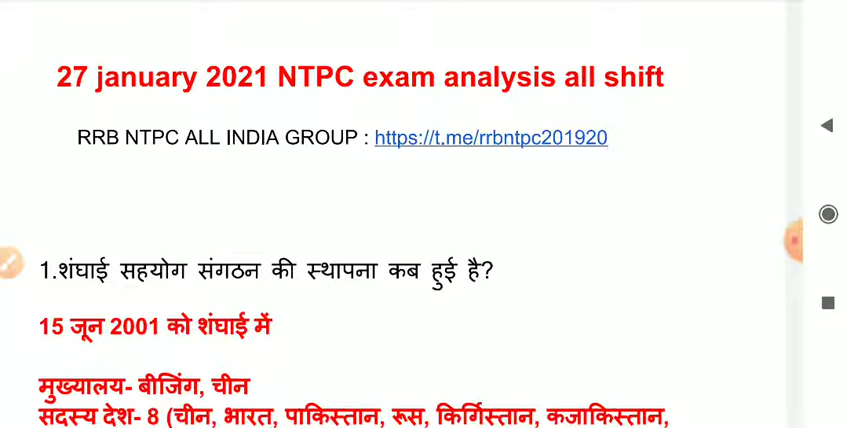 27 january 2021 NTPC exam analysis all shift
RRB NTPC ALL INDIA GROUP : https://t.me/rrbntpc201920
1.शंघाई सहयोग संगठन की स्थापना कब हुई है?
15 जून 2001 को शंघाई में
मुख्यालय- बीजिंग, चीन
सदस्य देश- 8 (चीन, भारत, पाकिस्तान, रूस, किर्गिस्तान, कजाकिस्तान,